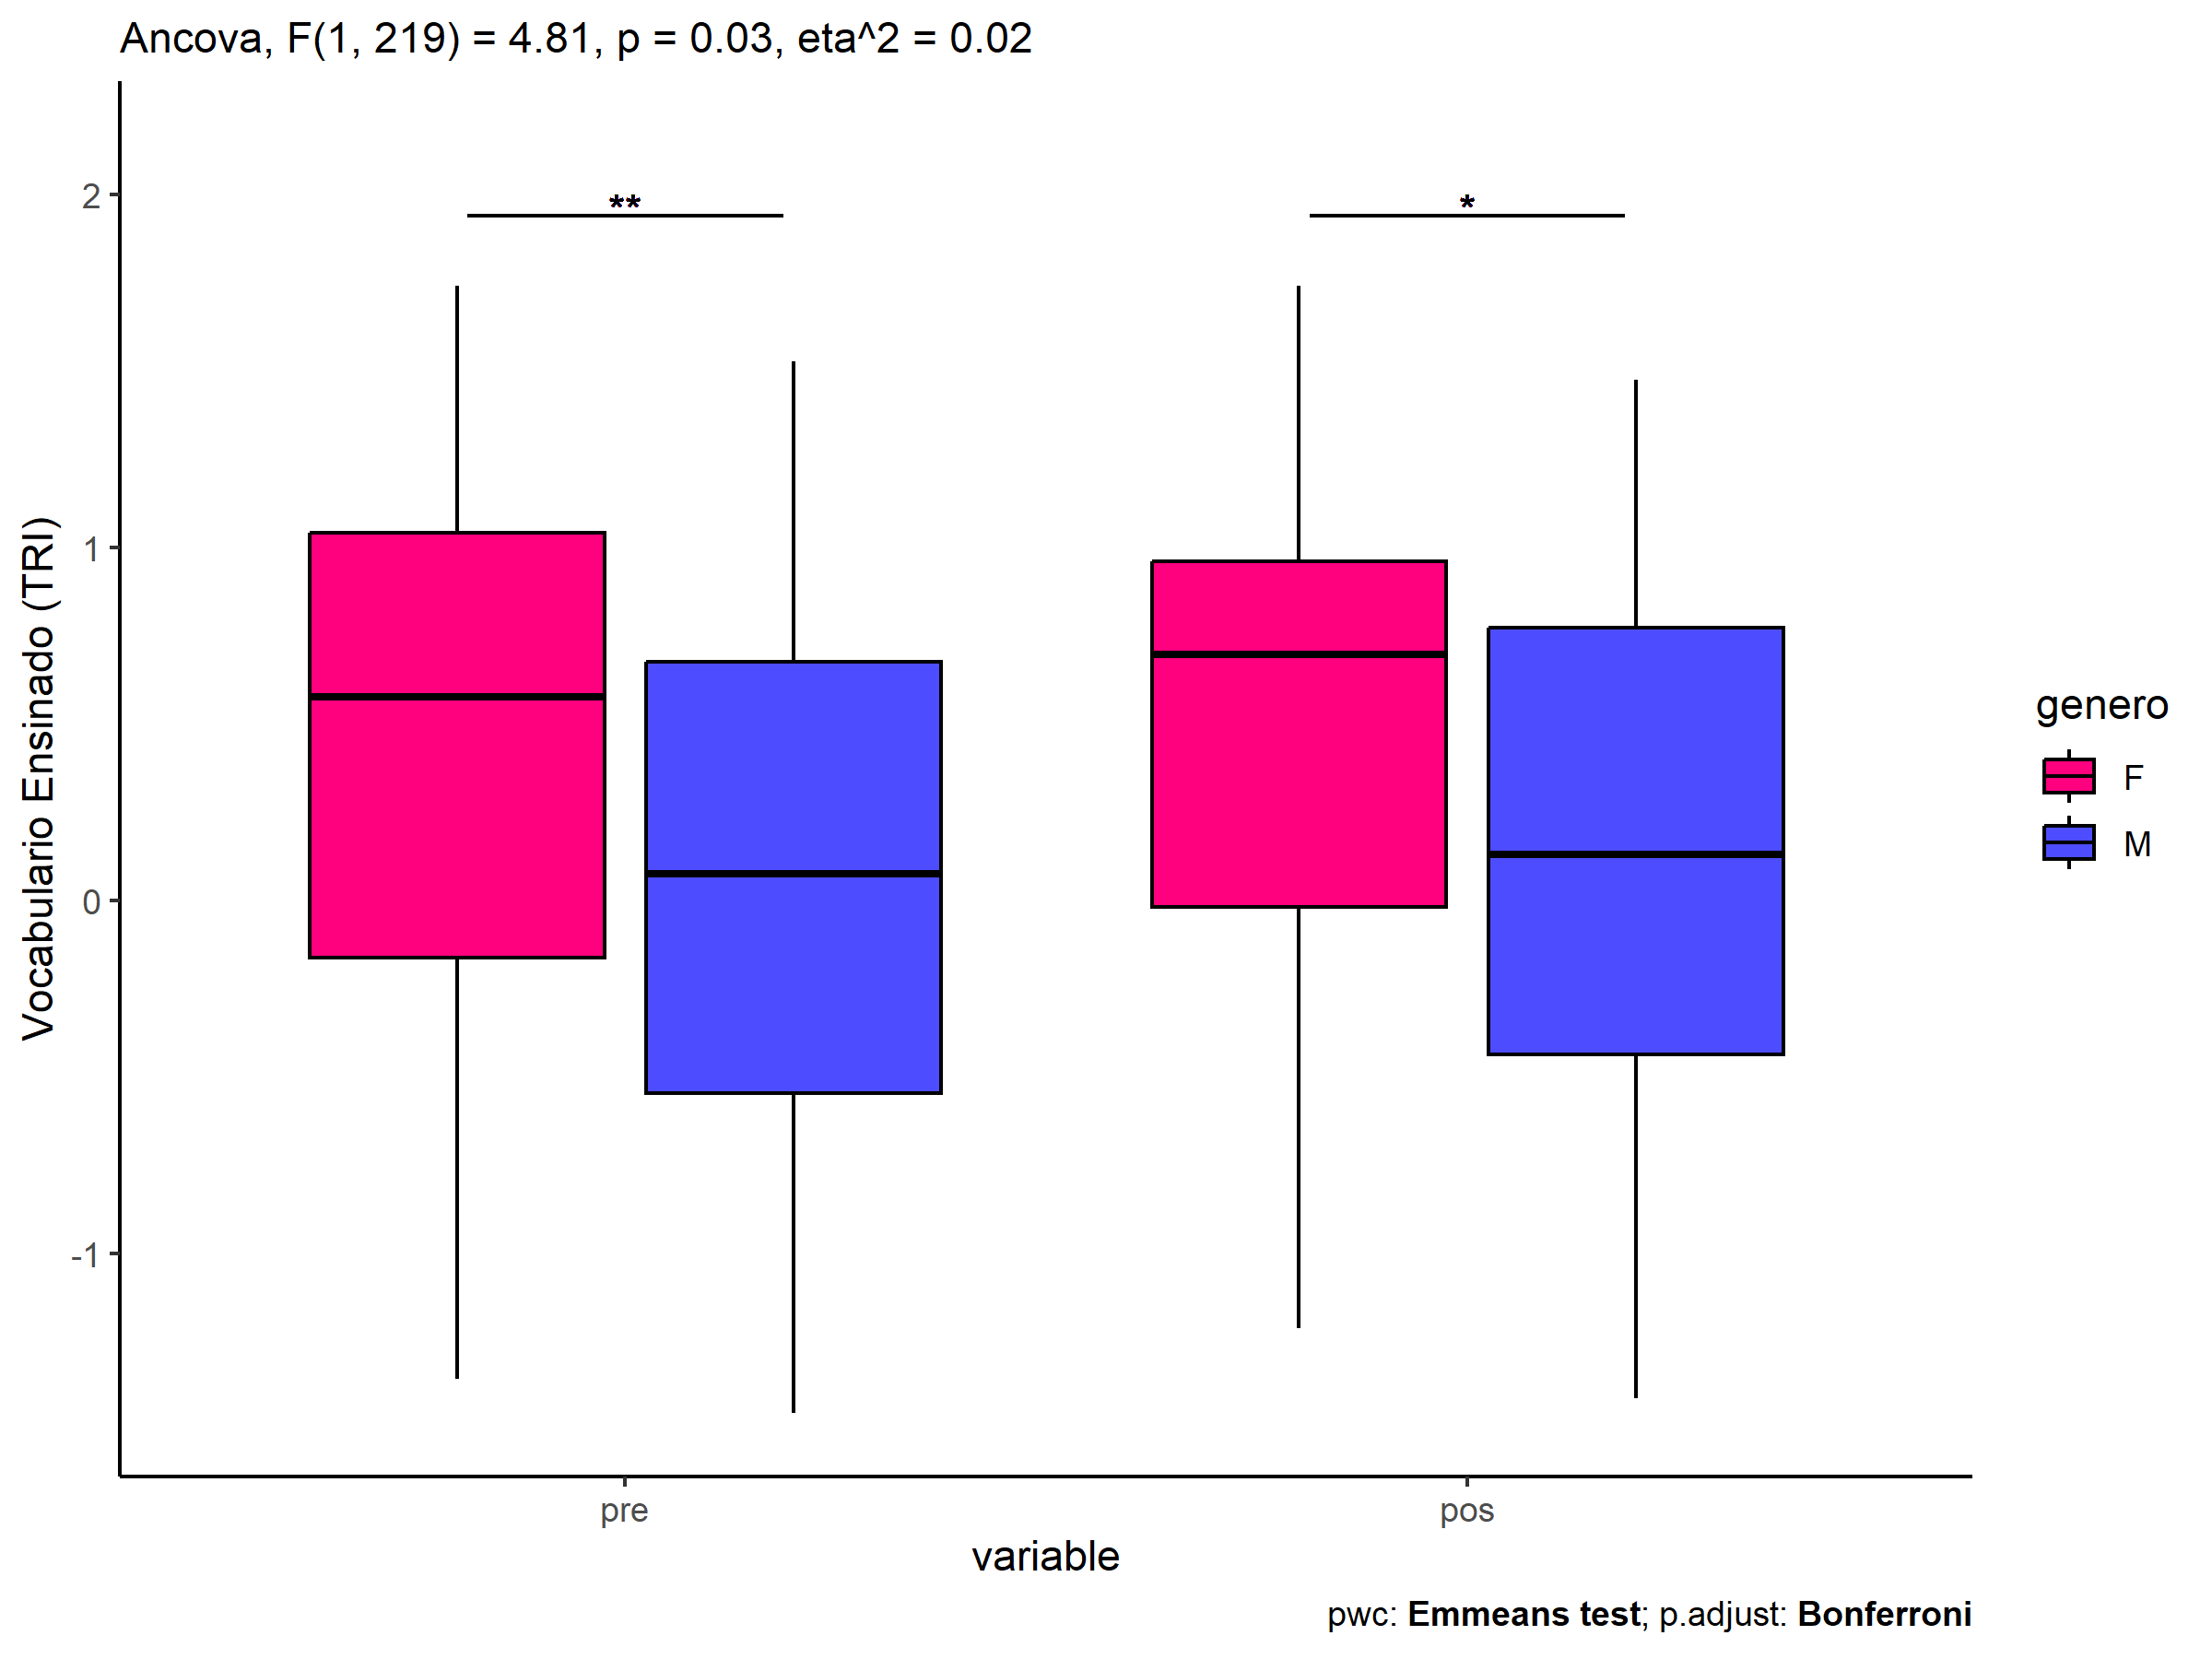 Ancova, F(1, 219) = 4.81, p = 0.03, eta^2 = 0.02
Vocabulario Ensinado (TRI)
2
1
0
-1
**
*
pre
pos
variable
genero
F
M
pwc: Emmeans test; p.adjust: Bonferroni